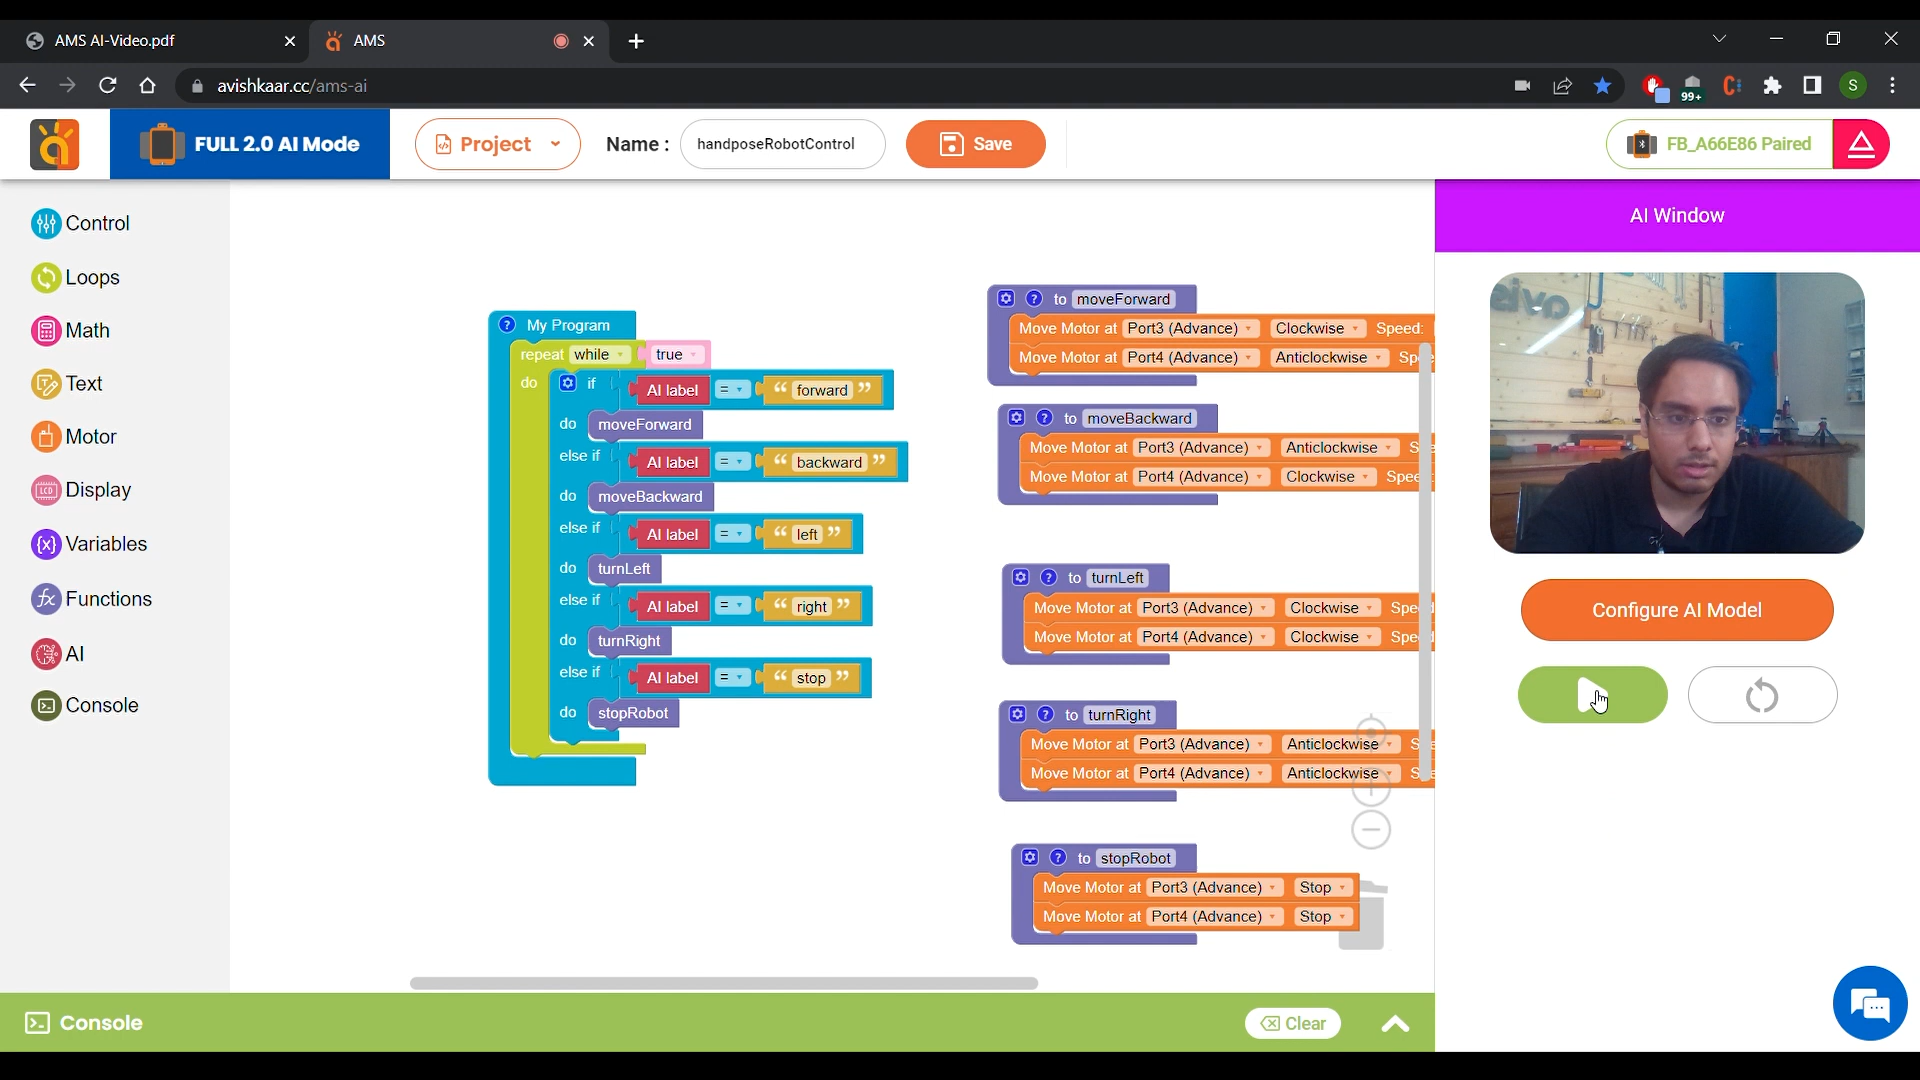 AMS AI-Video.pdf
AMS
avishkaar.cc/ams-ai
99+
S
FULL 2.0 AI Mode
Project
Name :
handposeRobotControl
Save
FB_A66E86 Paired
Control
Loops
Math
Text
Motor
Display
Variables
Functions
AI
Console
My Program
repeat while true
do if AI label = “ forward ”
do moveForward
else if AI label = “ backward ”
do moveBackward
else if AI label = “ left ”
do turnLeft
else if AI label = “ right ”
do turnRight
else if AI label = “ stop ”
do stopRobot
? to moveForward
Move Motor at Port3 (Advance) Clockwise Speed:
Move Motor at Port4 (Advance) Anticlockwise Spe
? to moveBackward
Move Motor at Port3 (Advance) Anticlockwise S
Move Motor at Port4 (Advance) Clockwise Spee
? to turnLeft
Move Motor at Port3 (Advance) Clockwise Spe
Move Motor at Port4 (Advance) Clockwise Spe
? to turnRight
Move Motor at Port3 (Advance) Anticlockwise S
Move Motor at Port4 (Advance) Anticlockwise S
? to stopRobot
Move Motor at Port3 (Advance) Stop
Move Motor at Port4 (Advance) Stop
AI Window
Configure AI Model
Console
Clear